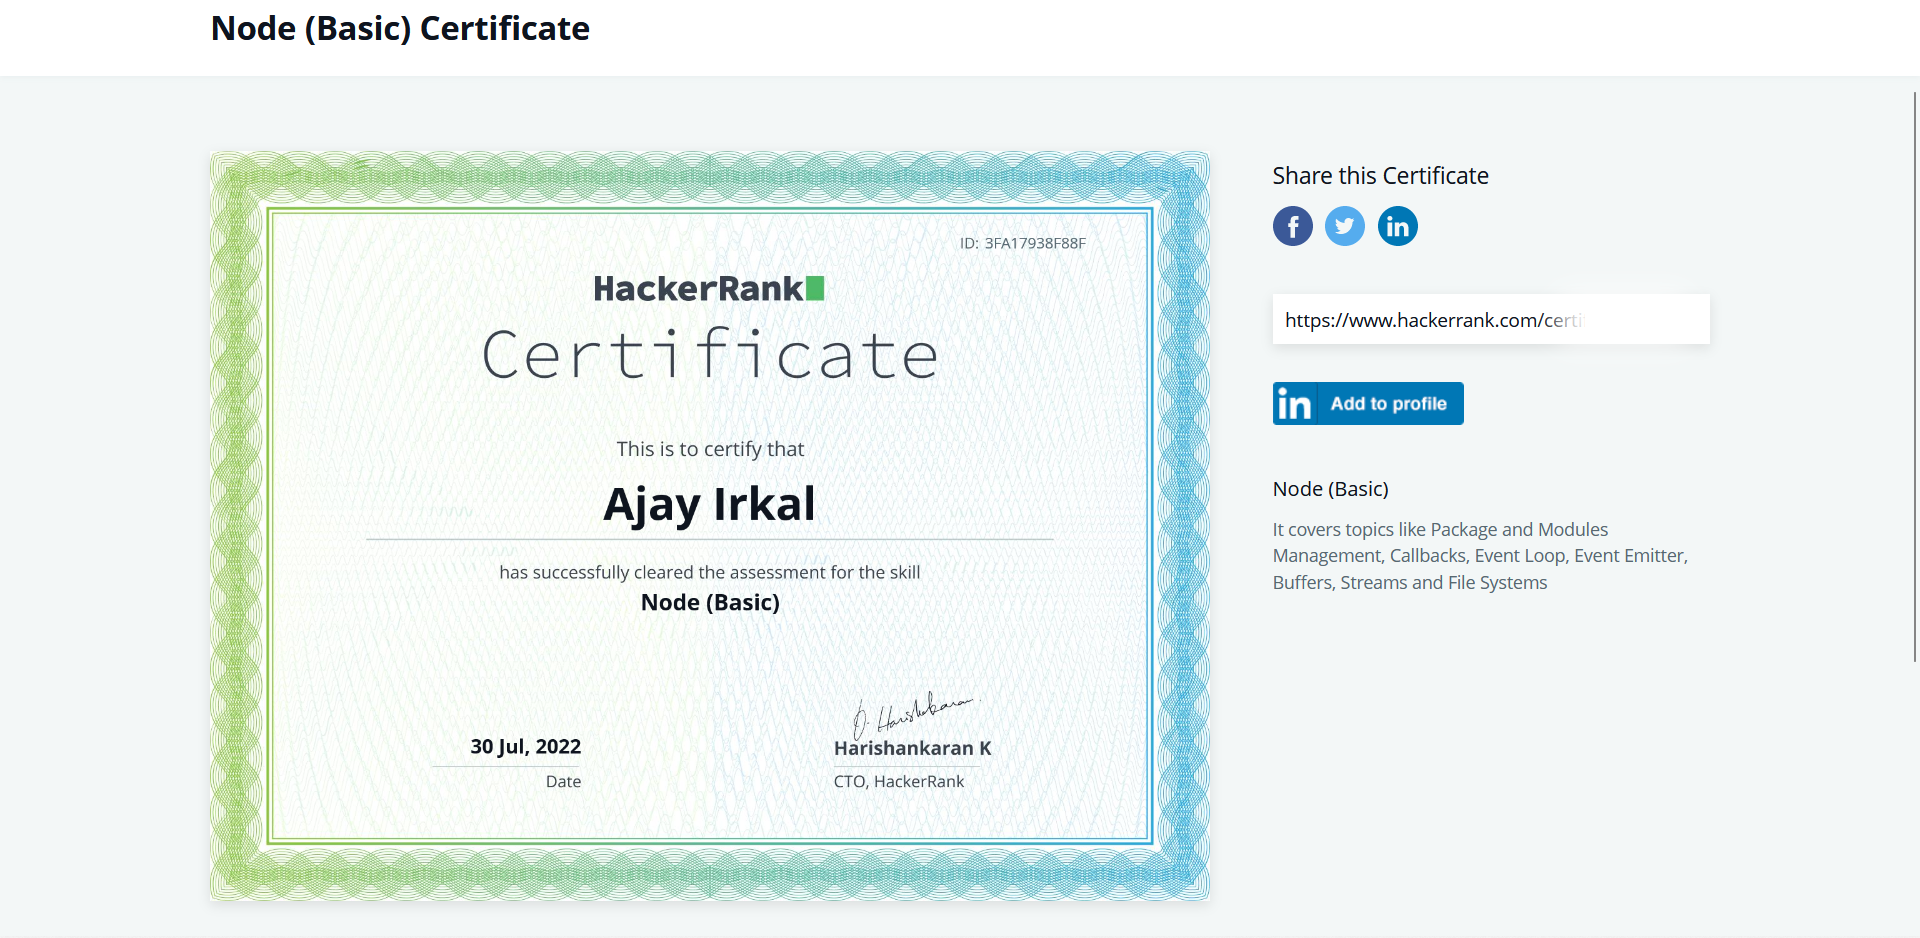 Node (Basic) Certificate
ID: 3FA17938F88F
HackerRank
Certificate
This is to certify that
Ajay Irkal
has successfully cleared the assessment for the skill
Node (Basic)
30 Jul, 2022
Date
Harishankaran K
CTO, HackerRank
Share this Certificate
https://www.hackerrank.com/certi
in Add to profile
Node (Basic)
It covers topics like Package and Modules
Management, Callbacks, Event Loop, Event Emitter,
Buffers, Streams and File Systems